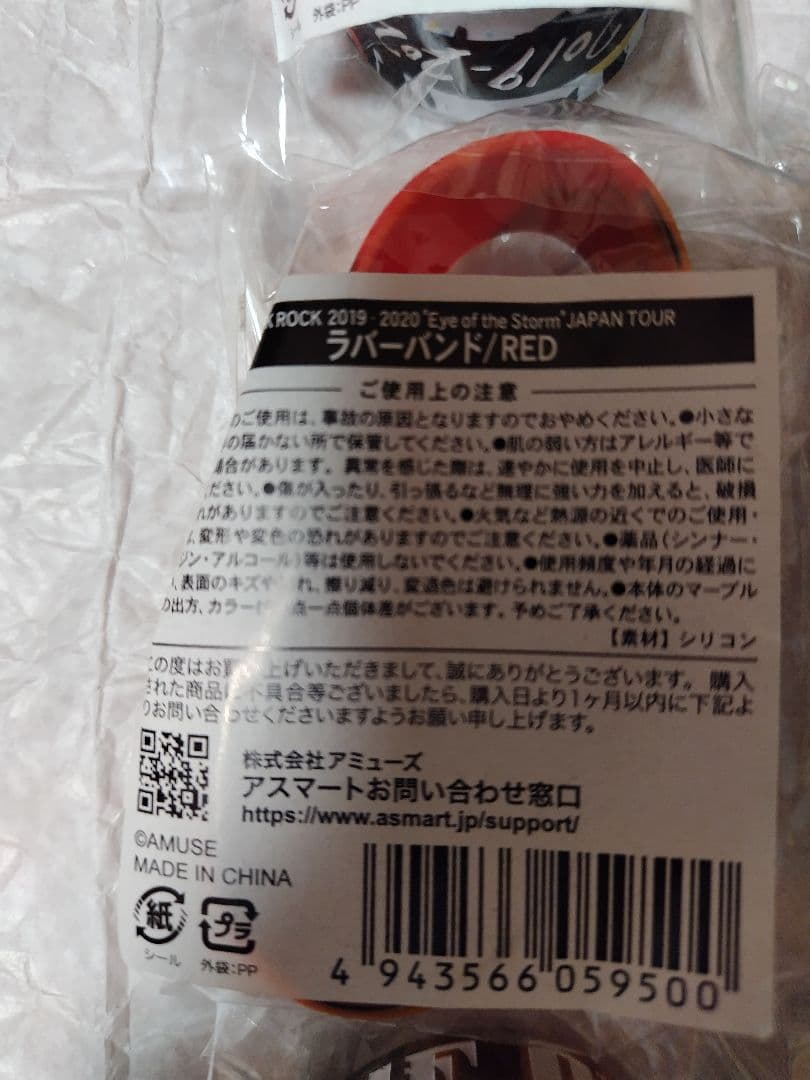 外袋:PP
2019-20
K ROCK 2019-2020 "Eye of the Storm" JAPAN TOUR
ラバーバンド/RED
ご使用上の注意
のご使用は、事故の原因となりますのでおやめください。●小さな
の届かない所で保管してください。●肌の弱い方はアレルギー等で
場合があります。異常を感じた際は、速やかに使用を中止し、医師に
ださい。●傷が入ったり、引っ張るなど無理に強い力を加えると、破損
れがありますのでご注意ください。●火気など熱源の近くでのご使用・
、変形や変色の恐れがありますのでご注意ください。●薬品(シンナー・
ジン・アルコール)等は使用しないでください。●使用頻度や年月の経過に
、表面のキズや れ、擦り減り、変退色は避けられません。●本体のマーブル
の出方、カラー 点一点個体差がございます。予めご了承ください。
【素材】シリコン
この度はお買い上げいただきまして、誠にありがとうございます。購入
された商品に不具合等ございましたら、購入日より1ヶ月以内に下記よ
りお問い合わせくださいますようお願い申し上げます。
株式会社アミューズ
アスマートお問い合わせ窓口
https://www.asmart.jp/support/
©AMUSE
MADE IN CHINA
紙
シール
プラ
外袋:PP
4 943566 059500